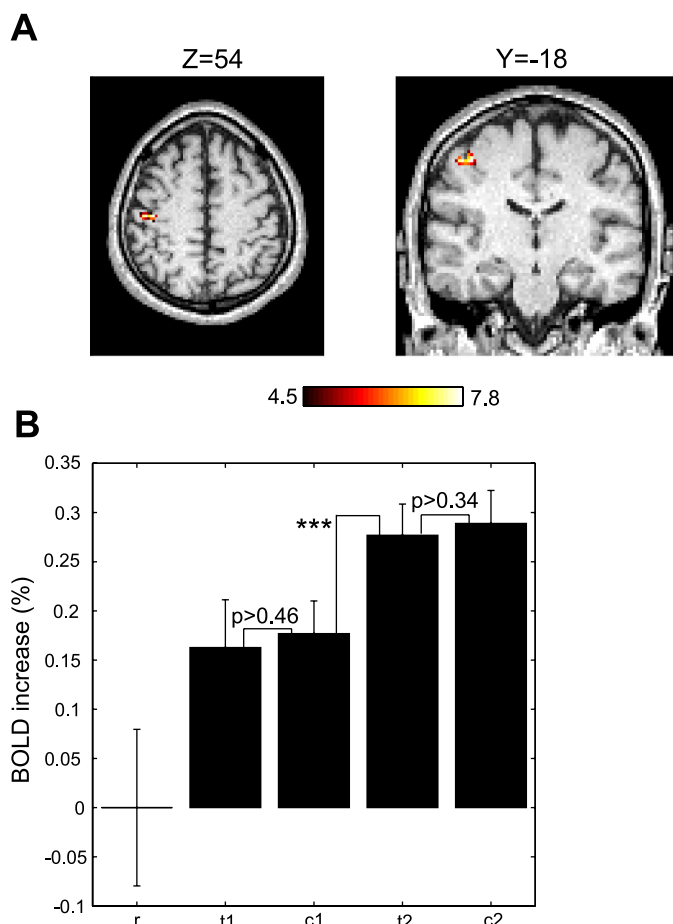 A
Z=54
Y=-18
4.5
7.8
B
0.35
0.3
0.25
0.2
0.15
0.1
0.05
0
-0.05
-0.1
BOLD increase (%)
p>0.46
***
p>0.34
r
t1
c1
t2
c2